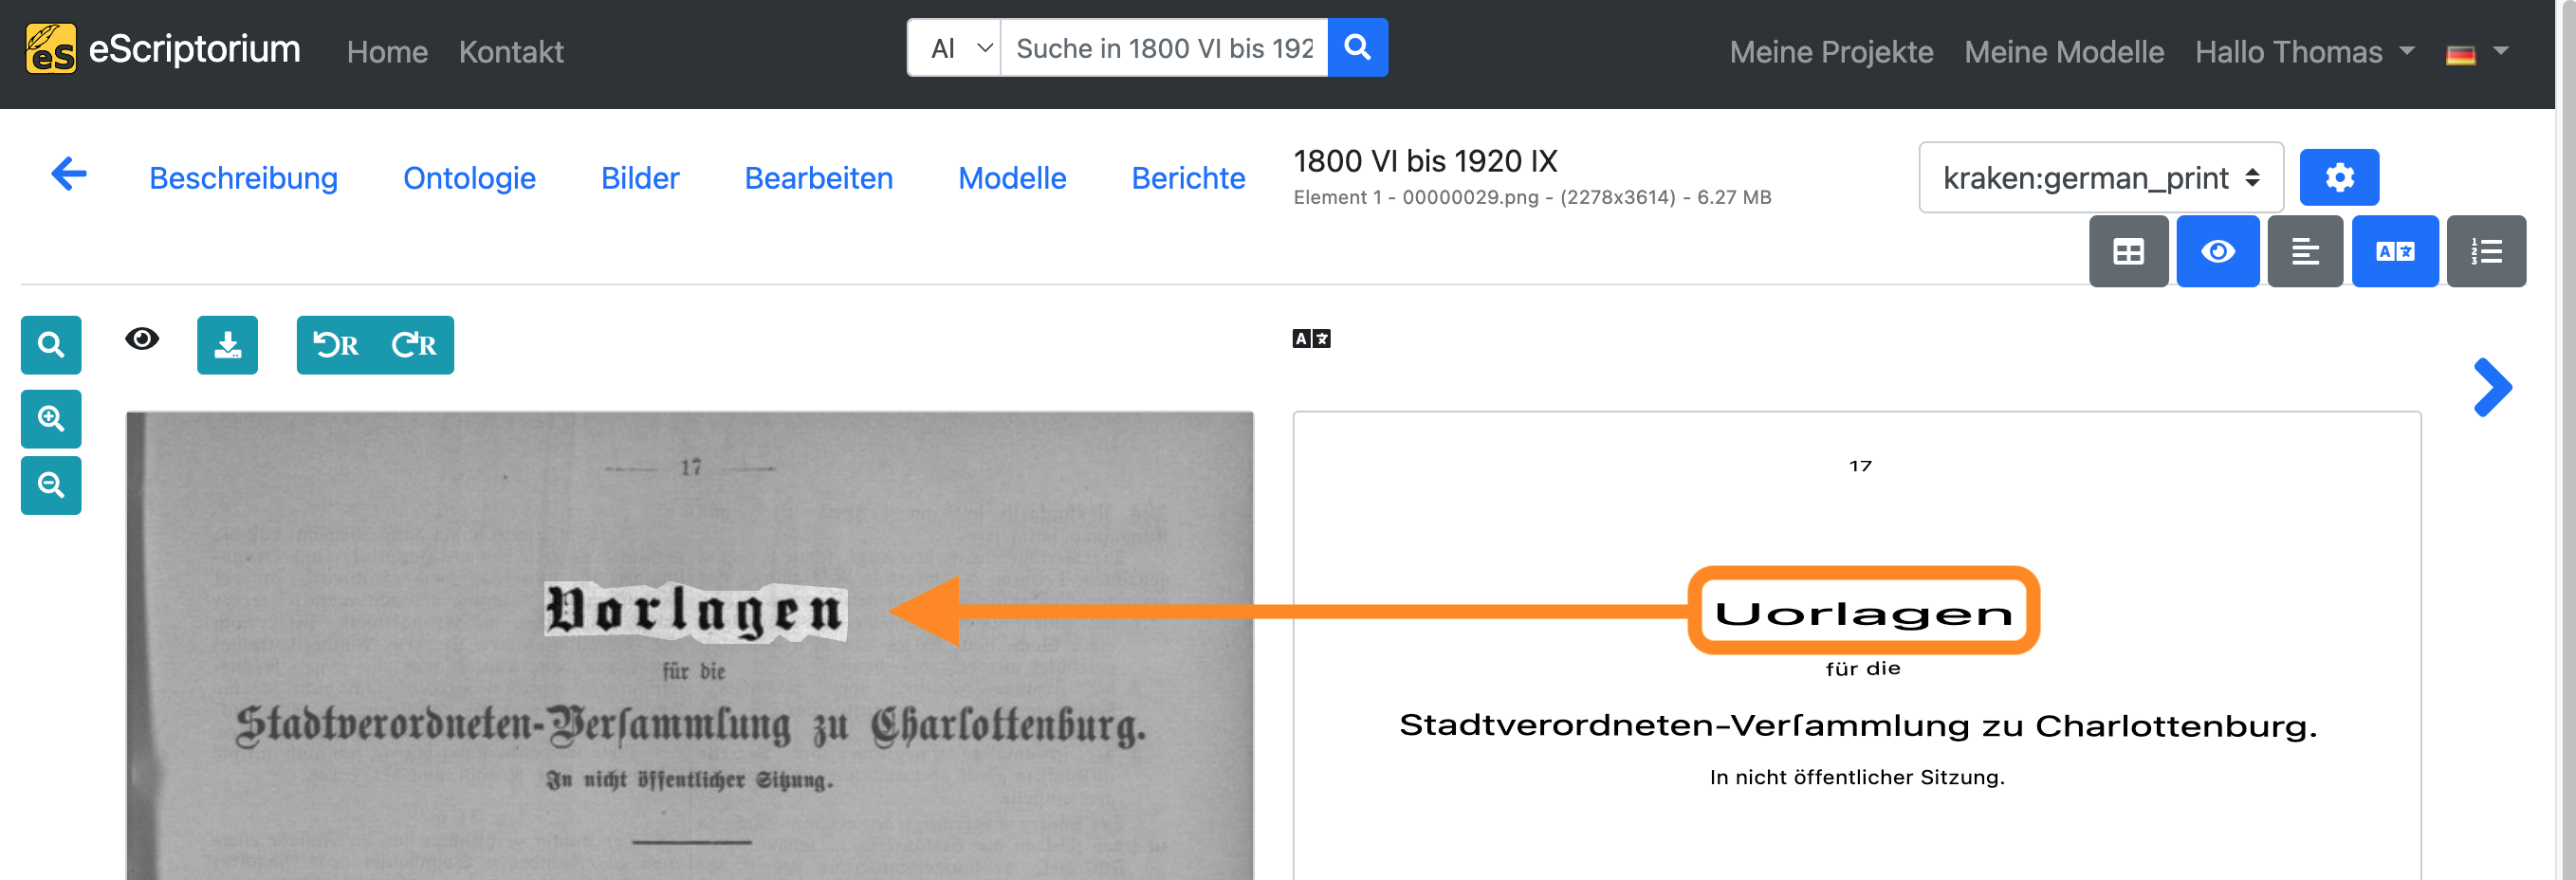 es eScriptorium Home Kontakt Al Suche in 1800 VI bis 192 Meine Projekte Meine Modelle Hallo Thomas
Beschreibung Ontologie Bilder Bearbeiten Modelle Berichte
1800 VI bis 1920 IX
Element 1 - 00000029.png - (2278x3614) - 6.27 MB
kraken:german_print
R R
— 17 —
Vorlagen
für die
Stadtverordneten-Verſammlung zu Charlottenburg.
In nicht öffentlicher Sitzung.
17
Uorlagen
für die
Stadtverordneten-Verſammlung zu Charlottenburg.
In nicht öffentlicher Sitzung.